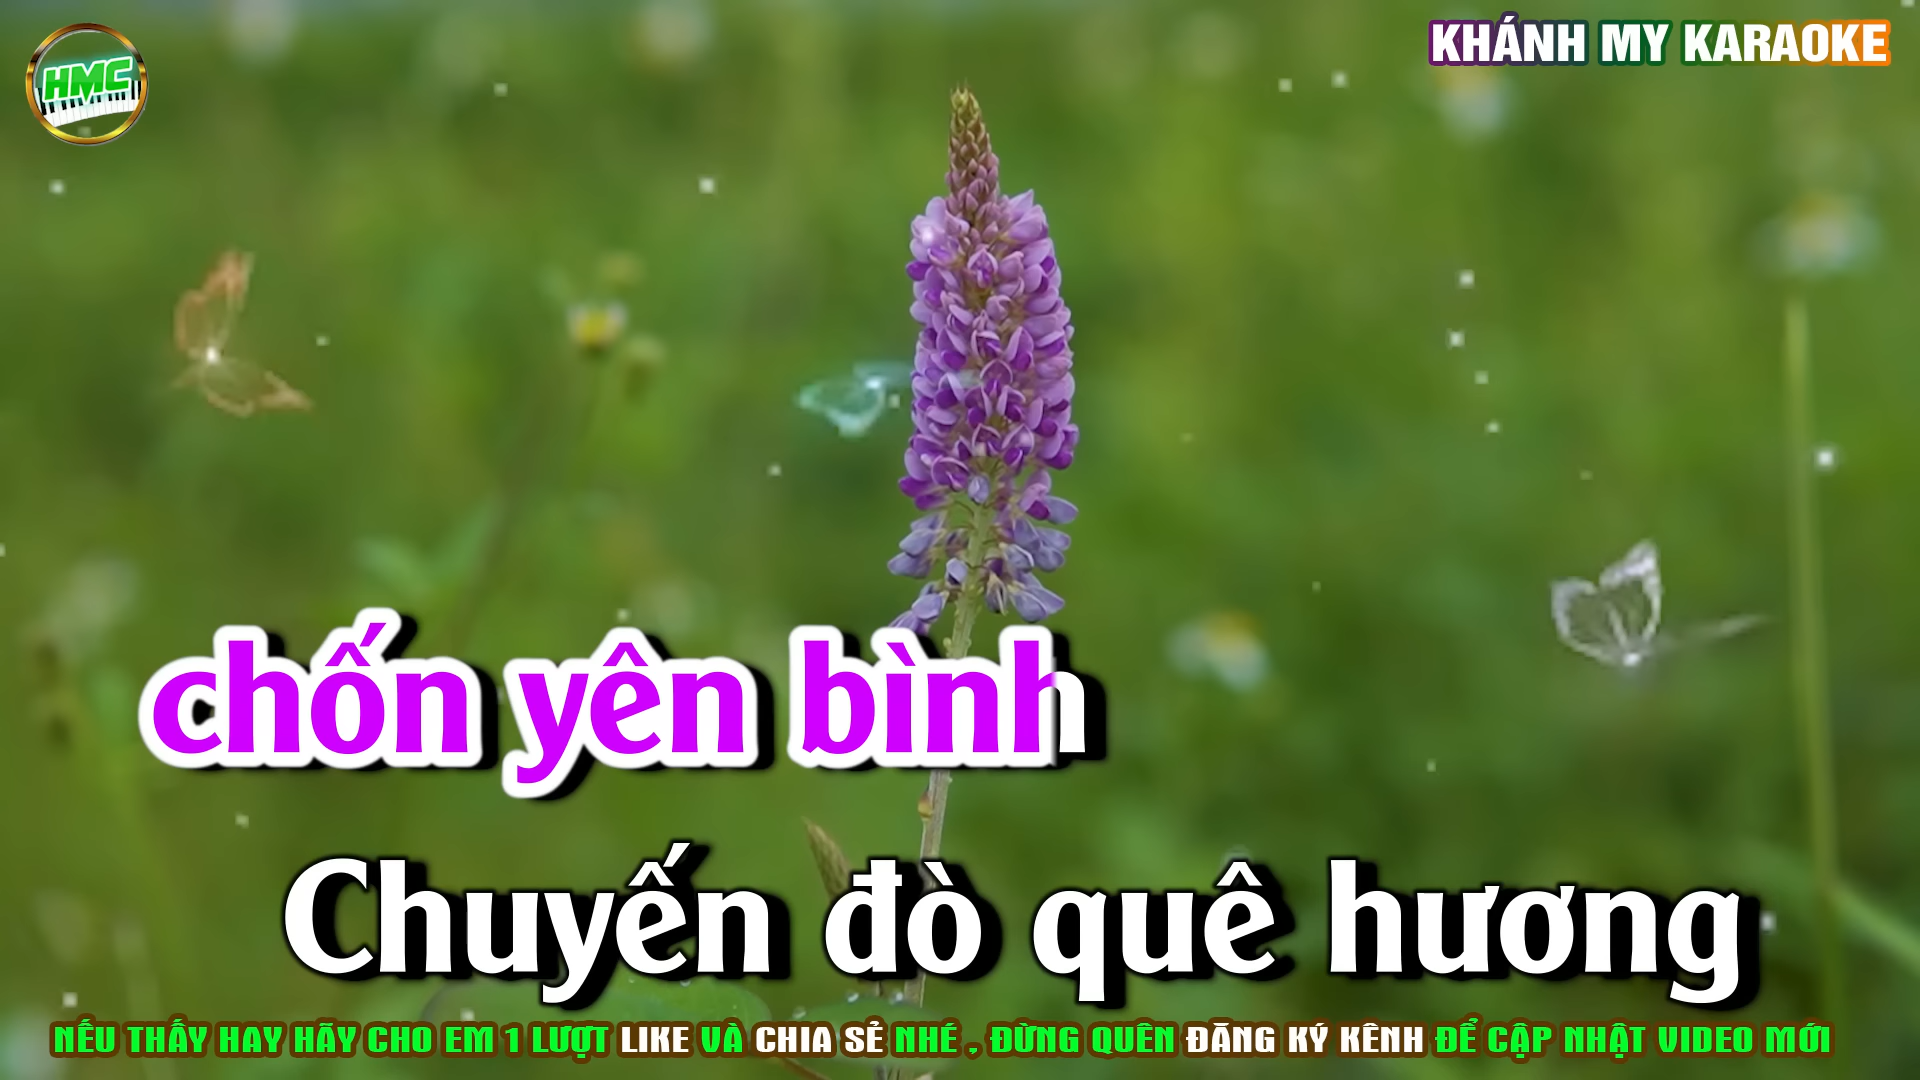 HMC
KHÁNH MY KARAOKE
chốn yên bình
Chuyến đò quê hương
NẾU THẤY HAY HÃY CHO EM 1 LƯỢT LIKE VÀ CHIA SẺ NHÉ , ĐỪNG QUÊN ĐĂNG KÝ KÊNH ĐỂ CẬP NHẬT VIDEO MỚI